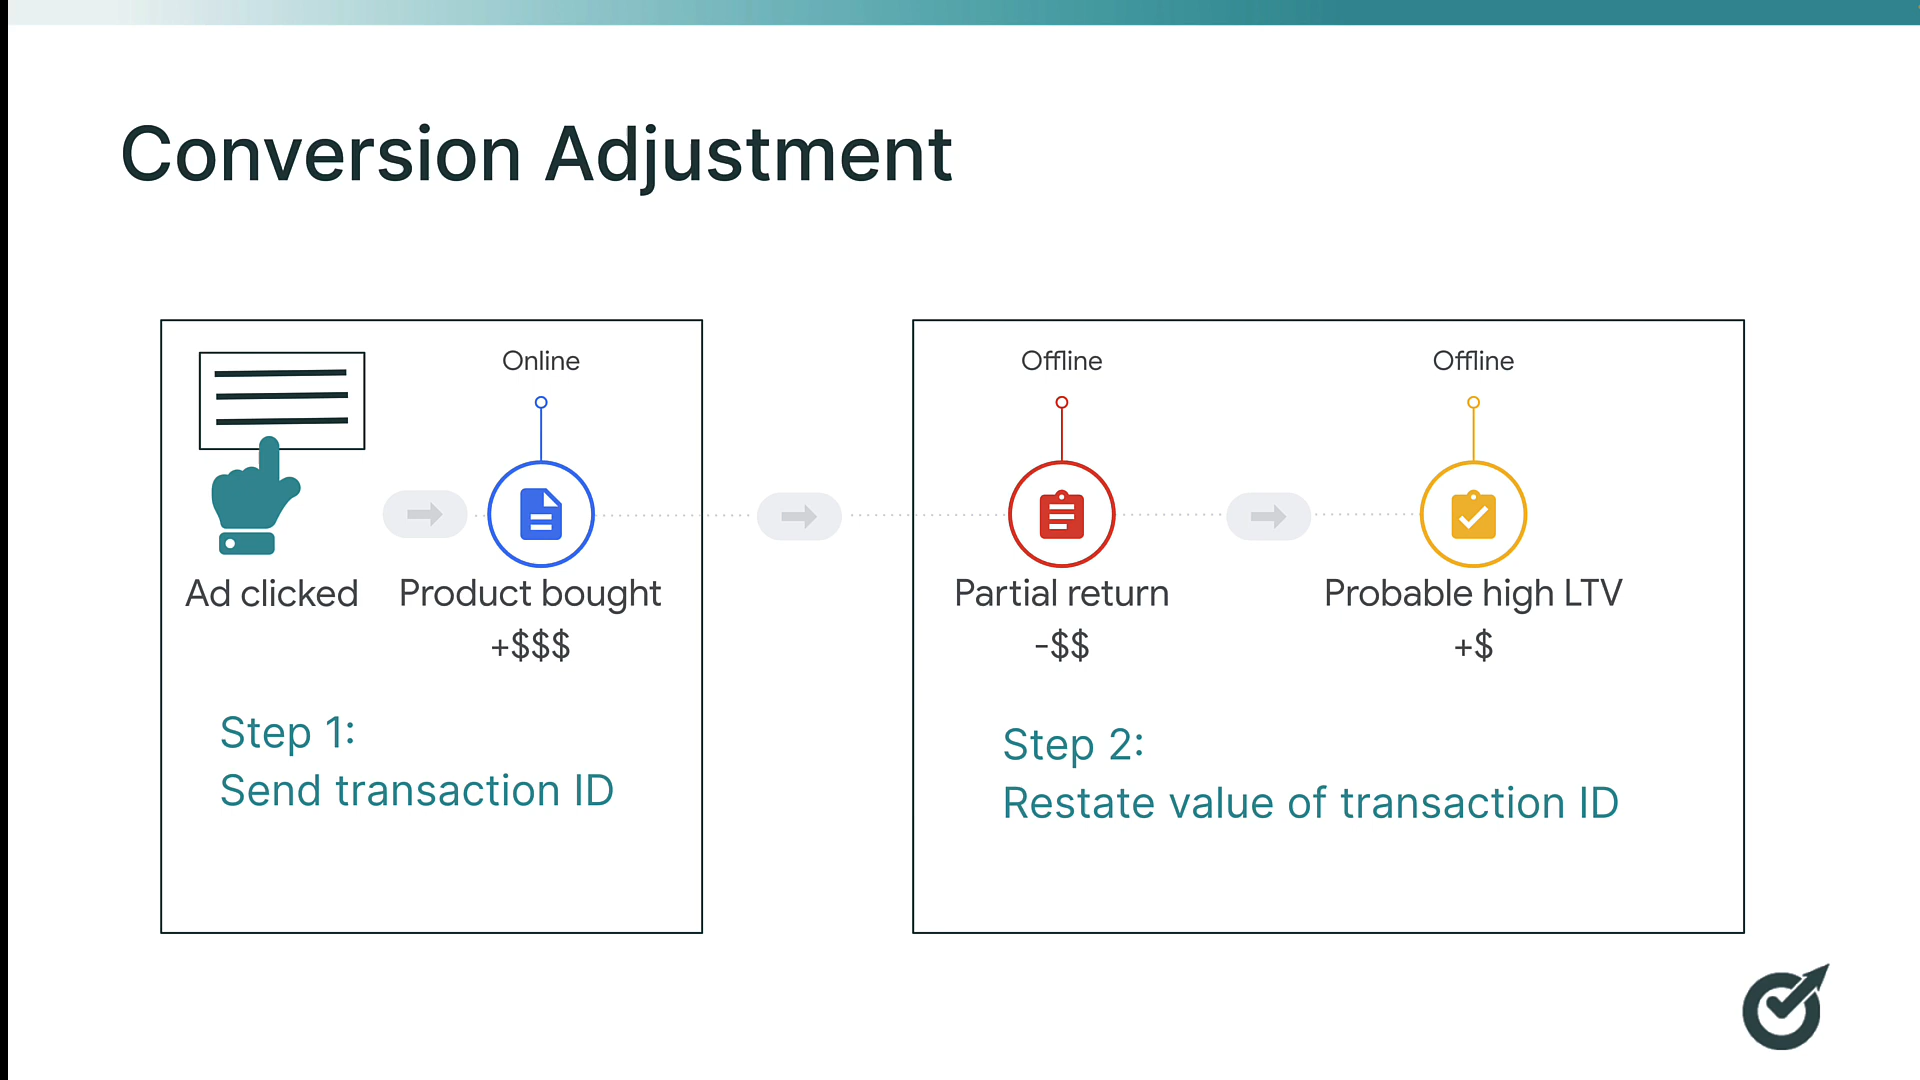 Conversion Adjustment
Online
Ad clicked
Product bought
+$$$
Step 1:
Send transaction ID
Offline
Offline
Partial return
Probable high LTV
-$$
+$
Step 2:
Restate value of transaction ID